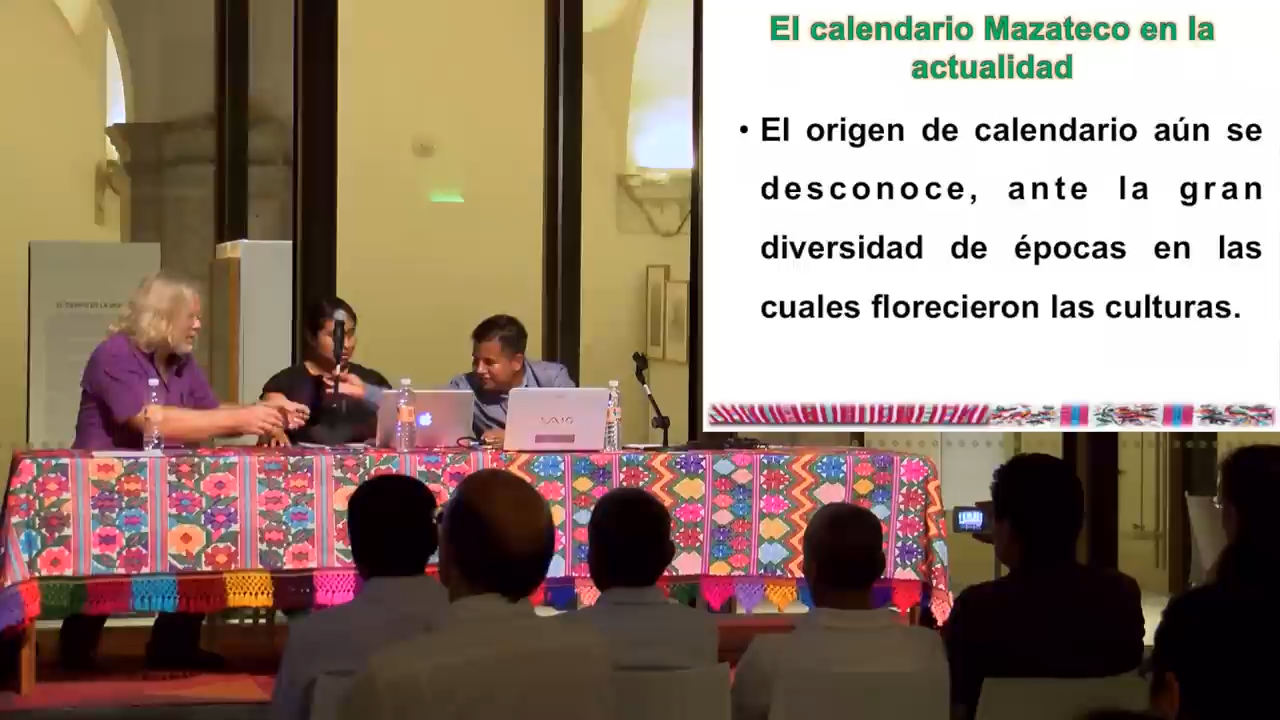 El calendario Mazateco en la
actualidad
• El origen de calendario aún se
desconoce, ante la gran
diversidad de épocas en las
cuales florecieron las culturas.
VAIO